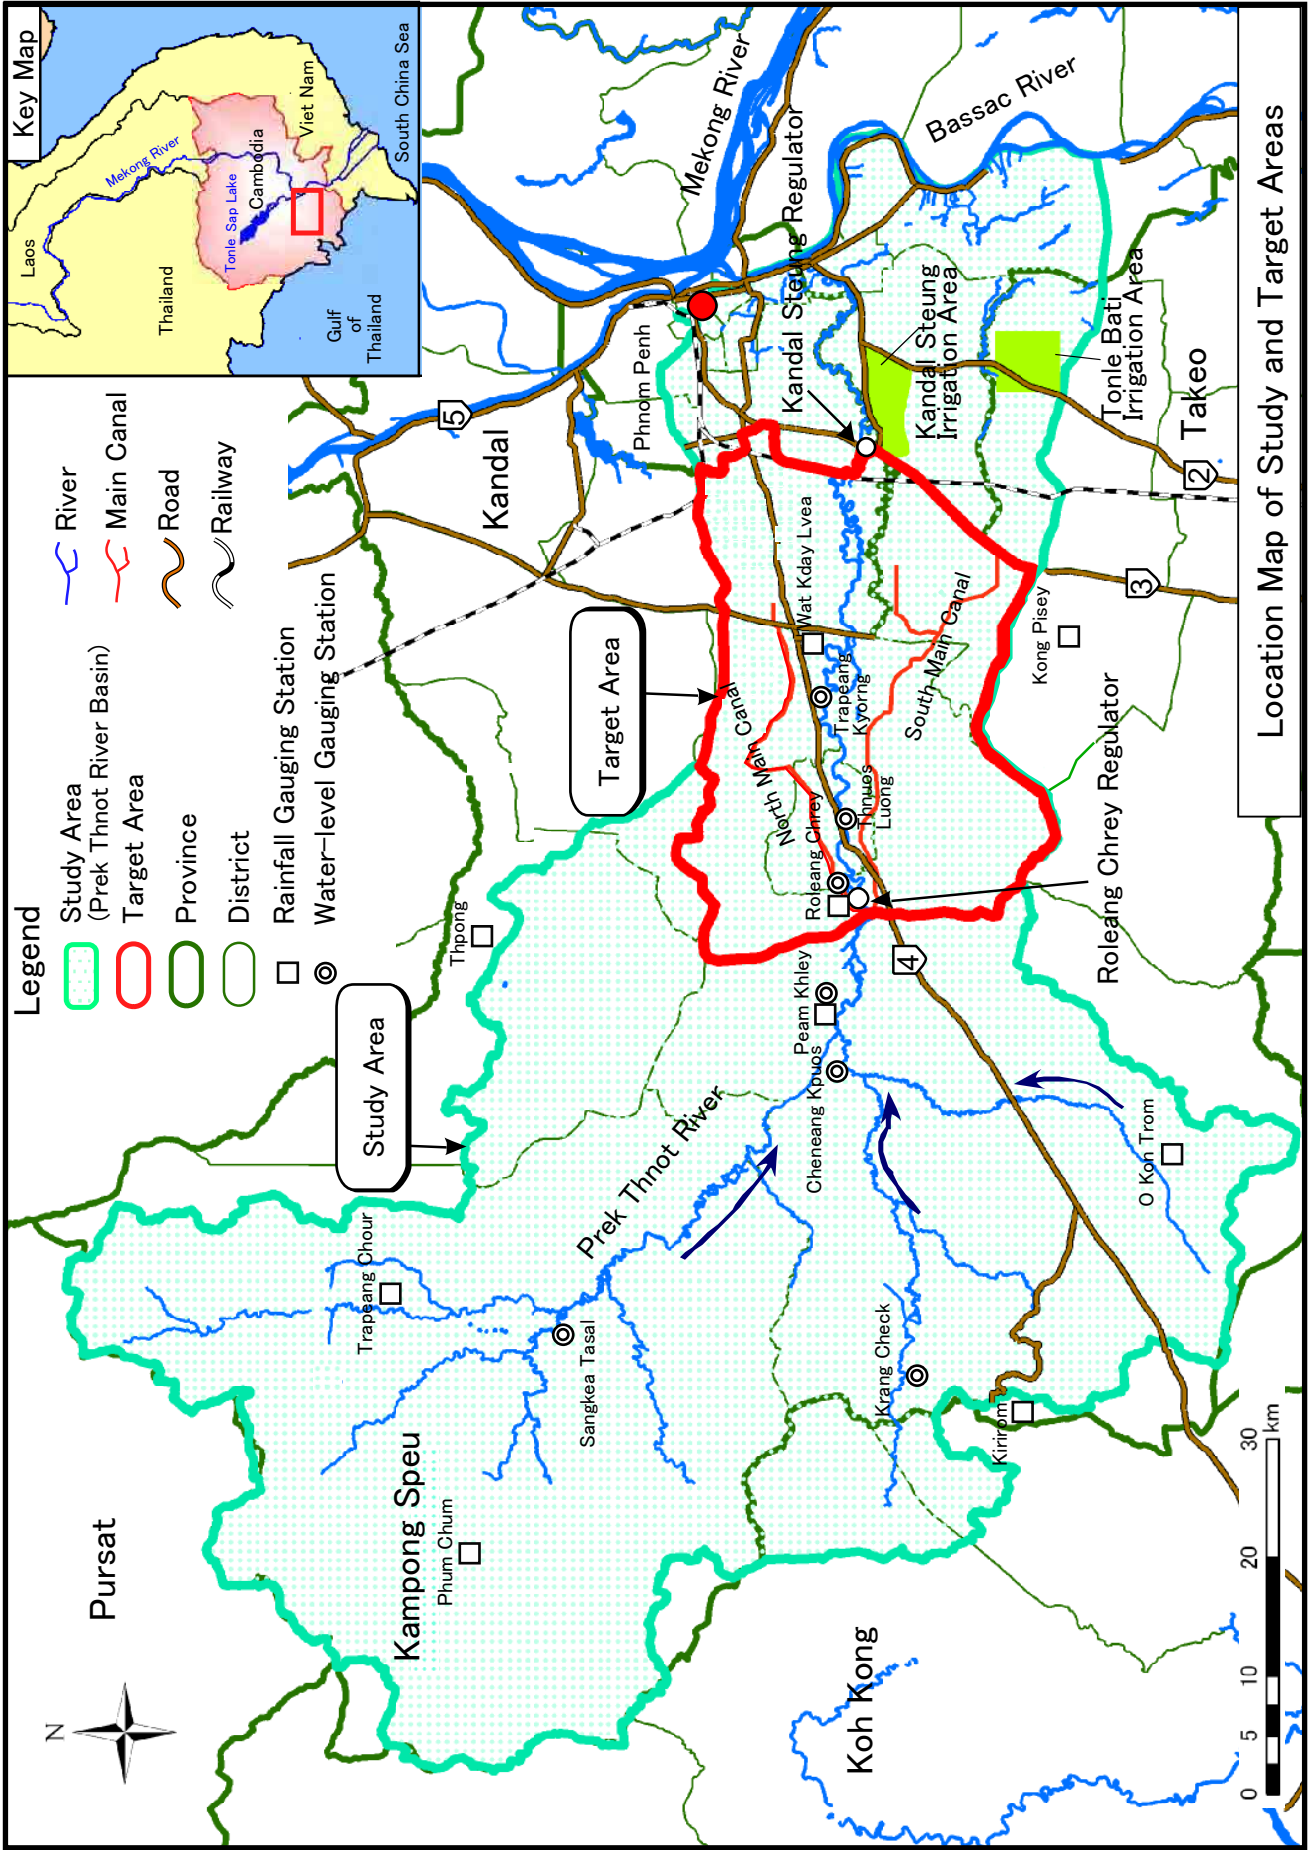 Key Map
Laos
Thailand
Gulf
of
Thailand
Mekong River
Tonle Sap Lake
Cambodia
Viet Nam
South China Sea
Legend
Study Area
(Prek Thnot River Basin)
Target Area
Province
District
Rainfall Gauging Station
Water-level Gauging Station
River
Main Canal
Road
Railway
N
Pursat
Kampong Speu
Phum Chum
Koh Kong
Study Area
Target Area
Thpong
Trapeang Chour
Sangkea Tasal
Prek Thnot River
Krang Check
Kirirom
O Koh Trom
Cheneang Kpuos
Peam Khley
Roleang Chrey
Roleang Chrey Regulator
North Main Canal
South Main Canal
Thnuos
Luong
Trapeang
Kyorng
Wat Kday Lvea
Kong Pisey
Kandal
Phnom Penh
Mekong River
Bassac River
Kandal Steung Regulator
Kandal Steung
Irrigation Area
Tonle Bati
Irrigation Area
Takeo
5
4
3
2
0 5 10 20 30 km
Location Map of Study and Target Areas